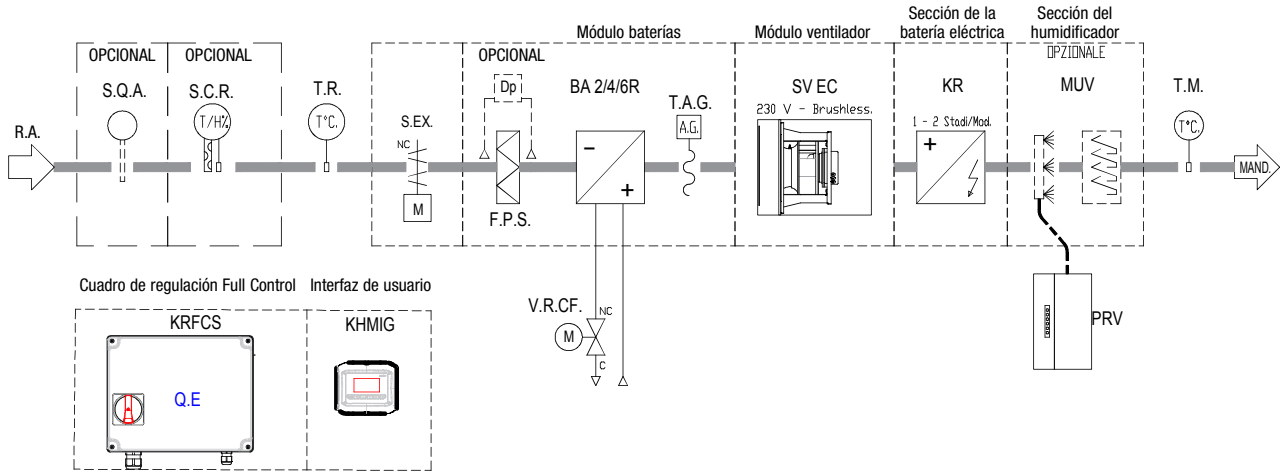 Módulo baterías
Módulo ventilador
Sección de la
batería eléctrica
Sección del
humidificador
OPCIONAL
OPCIONAL
OPCIONAL
OPZIONALE
S.Q.A.
S.C.R.
T.R.
Dp
BA 2/4/6R
T.A.G.
SV EC
KR
MUV
T.M.
R.A.
T/H%
T°C.
S.EX.
NC
A.G.
230 V - Brushless.
1 - 2 Stadi/Mod.
T°C.
MAND.
M
F.P.S.
-
+
+
V.R.CF.
NC
M
C
PRV
Cuadro de regulación Full Control
Interfaz de usuario
KRFCS
KHMIG
Q.E